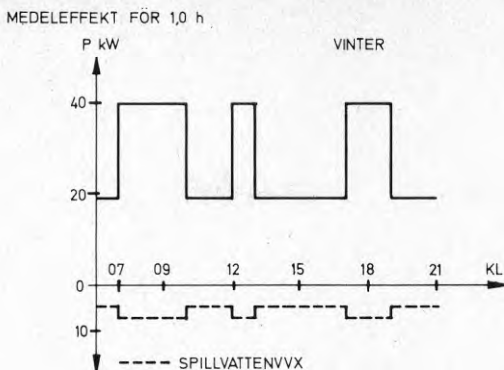 MEDELEFFEKT FÖR 1,0 h
P kW
VINTER
40
20
07 09 12 15 18 21 KL
0
10
---- SPILLVATTENVVX